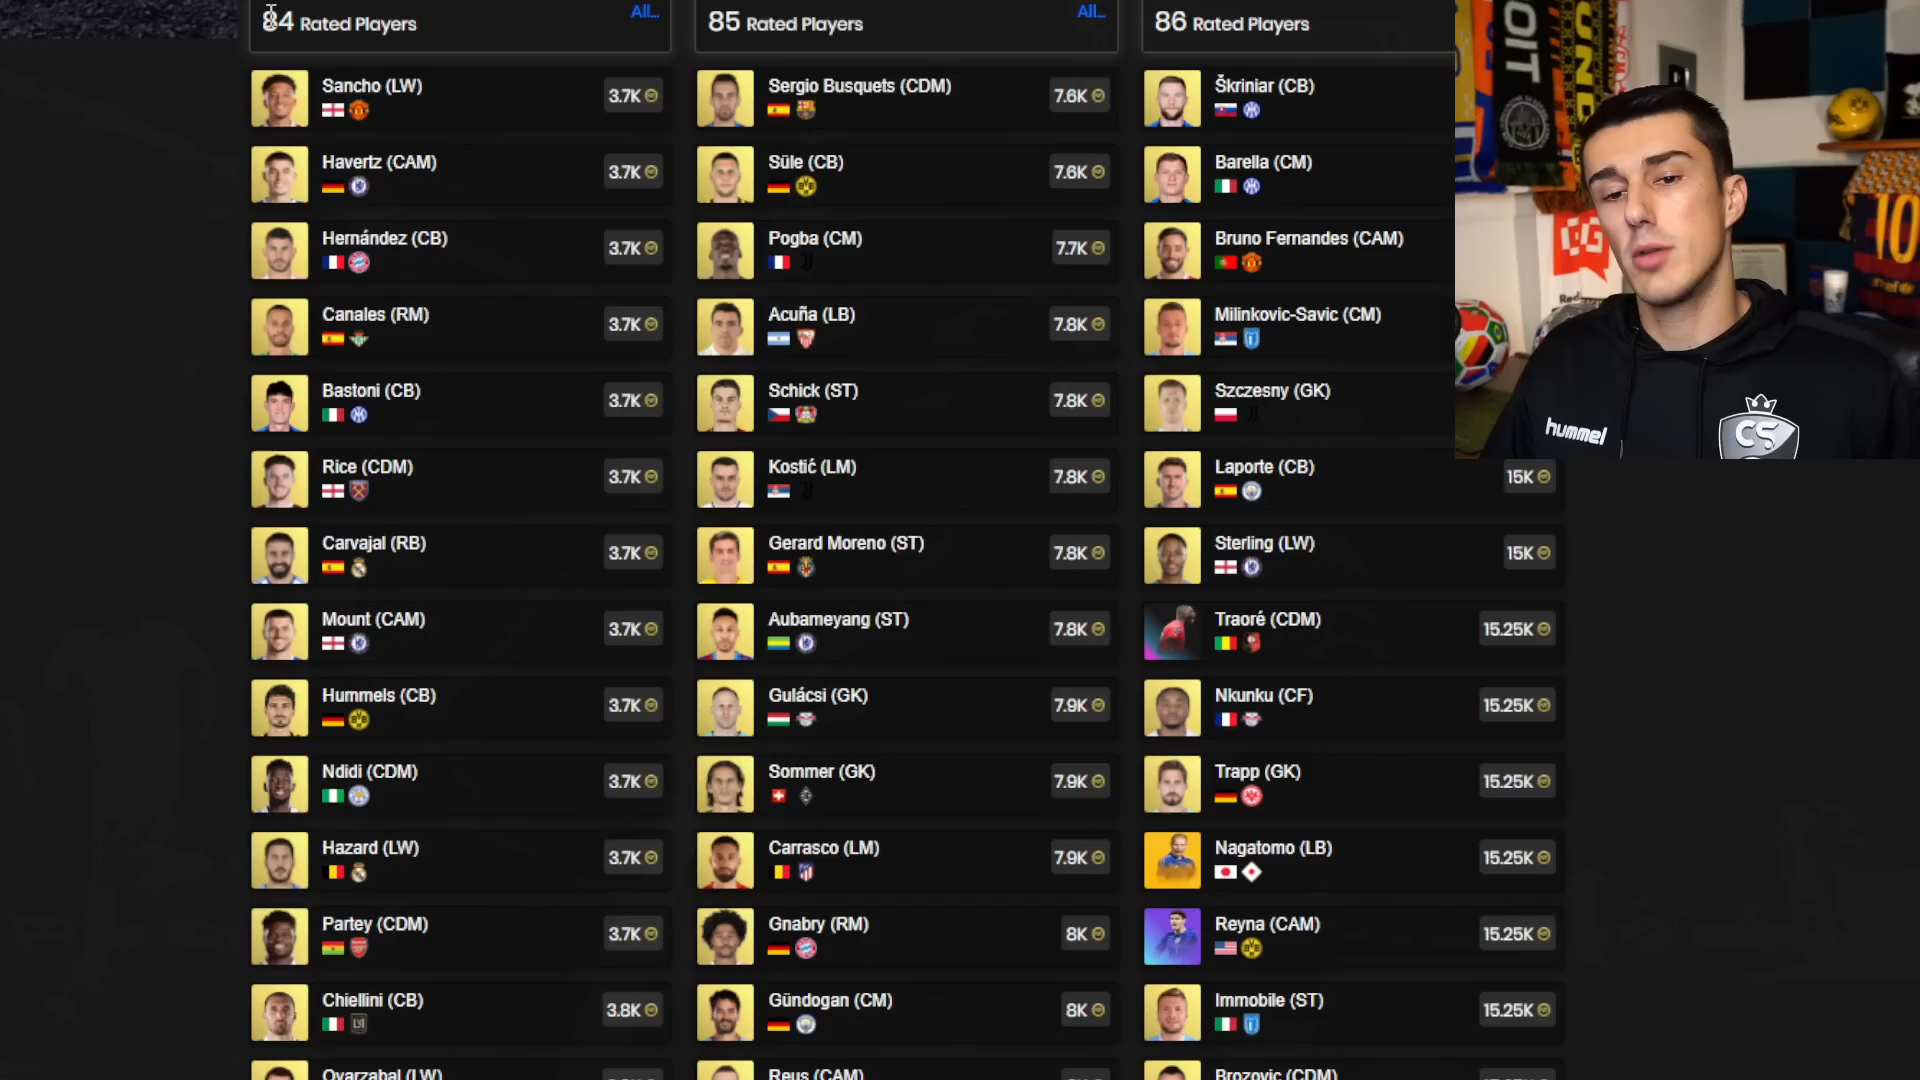 84 Rated Players
All...
Sancho (LW)
3.7K
Havertz (CAM)
3.7K
Hernández (CB)
3.7K
Canales (RM)
3.7K
Bastoni (CB)
3.7K
Rice (CDM)
3.7K
Carvajal (RB)
3.7K
Mount (CAM)
3.7K
Hummels (CB)
3.7K
Ndidi (CDM)
3.7K
Hazard (LW)
3.7K
Partey (CDM)
3.7K
Chiellini (CB)
3.8K
Oyarzabal (LW)
85 Rated Players
All...
Sergio Busquets (CDM)
7.6K
Süle (CB)
7.6K
Pogba (CM)
7.7K
Acuña (LB)
7.8K
Schick (ST)
7.8K
Kostić (LM)
7.8K
Gerard Moreno (ST)
7.8K
Aubameyang (ST)
7.8K
Gulácsi (GK)
7.9K
Sommer (GK)
7.9K
Carrasco (LM)
7.9K
Gnabry (RM)
8K
Gündogan (CM)
8K
Reus (CAM)
86 Rated Players
Škriniar (CB)
Barella (CM)
Bruno Fernandes (CAM)
Milinkovic-Savic (CM)
Szczesny (GK)
Laporte (CB)
15K
Sterling (LW)
15K
Traoré (CDM)
15.25K
Nkunku (CF)
15.25K
Trapp (GK)
15.25K
Nagatomo (LB)
15.25K
Reyna (CAM)
15.25K
Immobile (ST)
15.25K
Brozovic (CDM)
hummel
CS
10